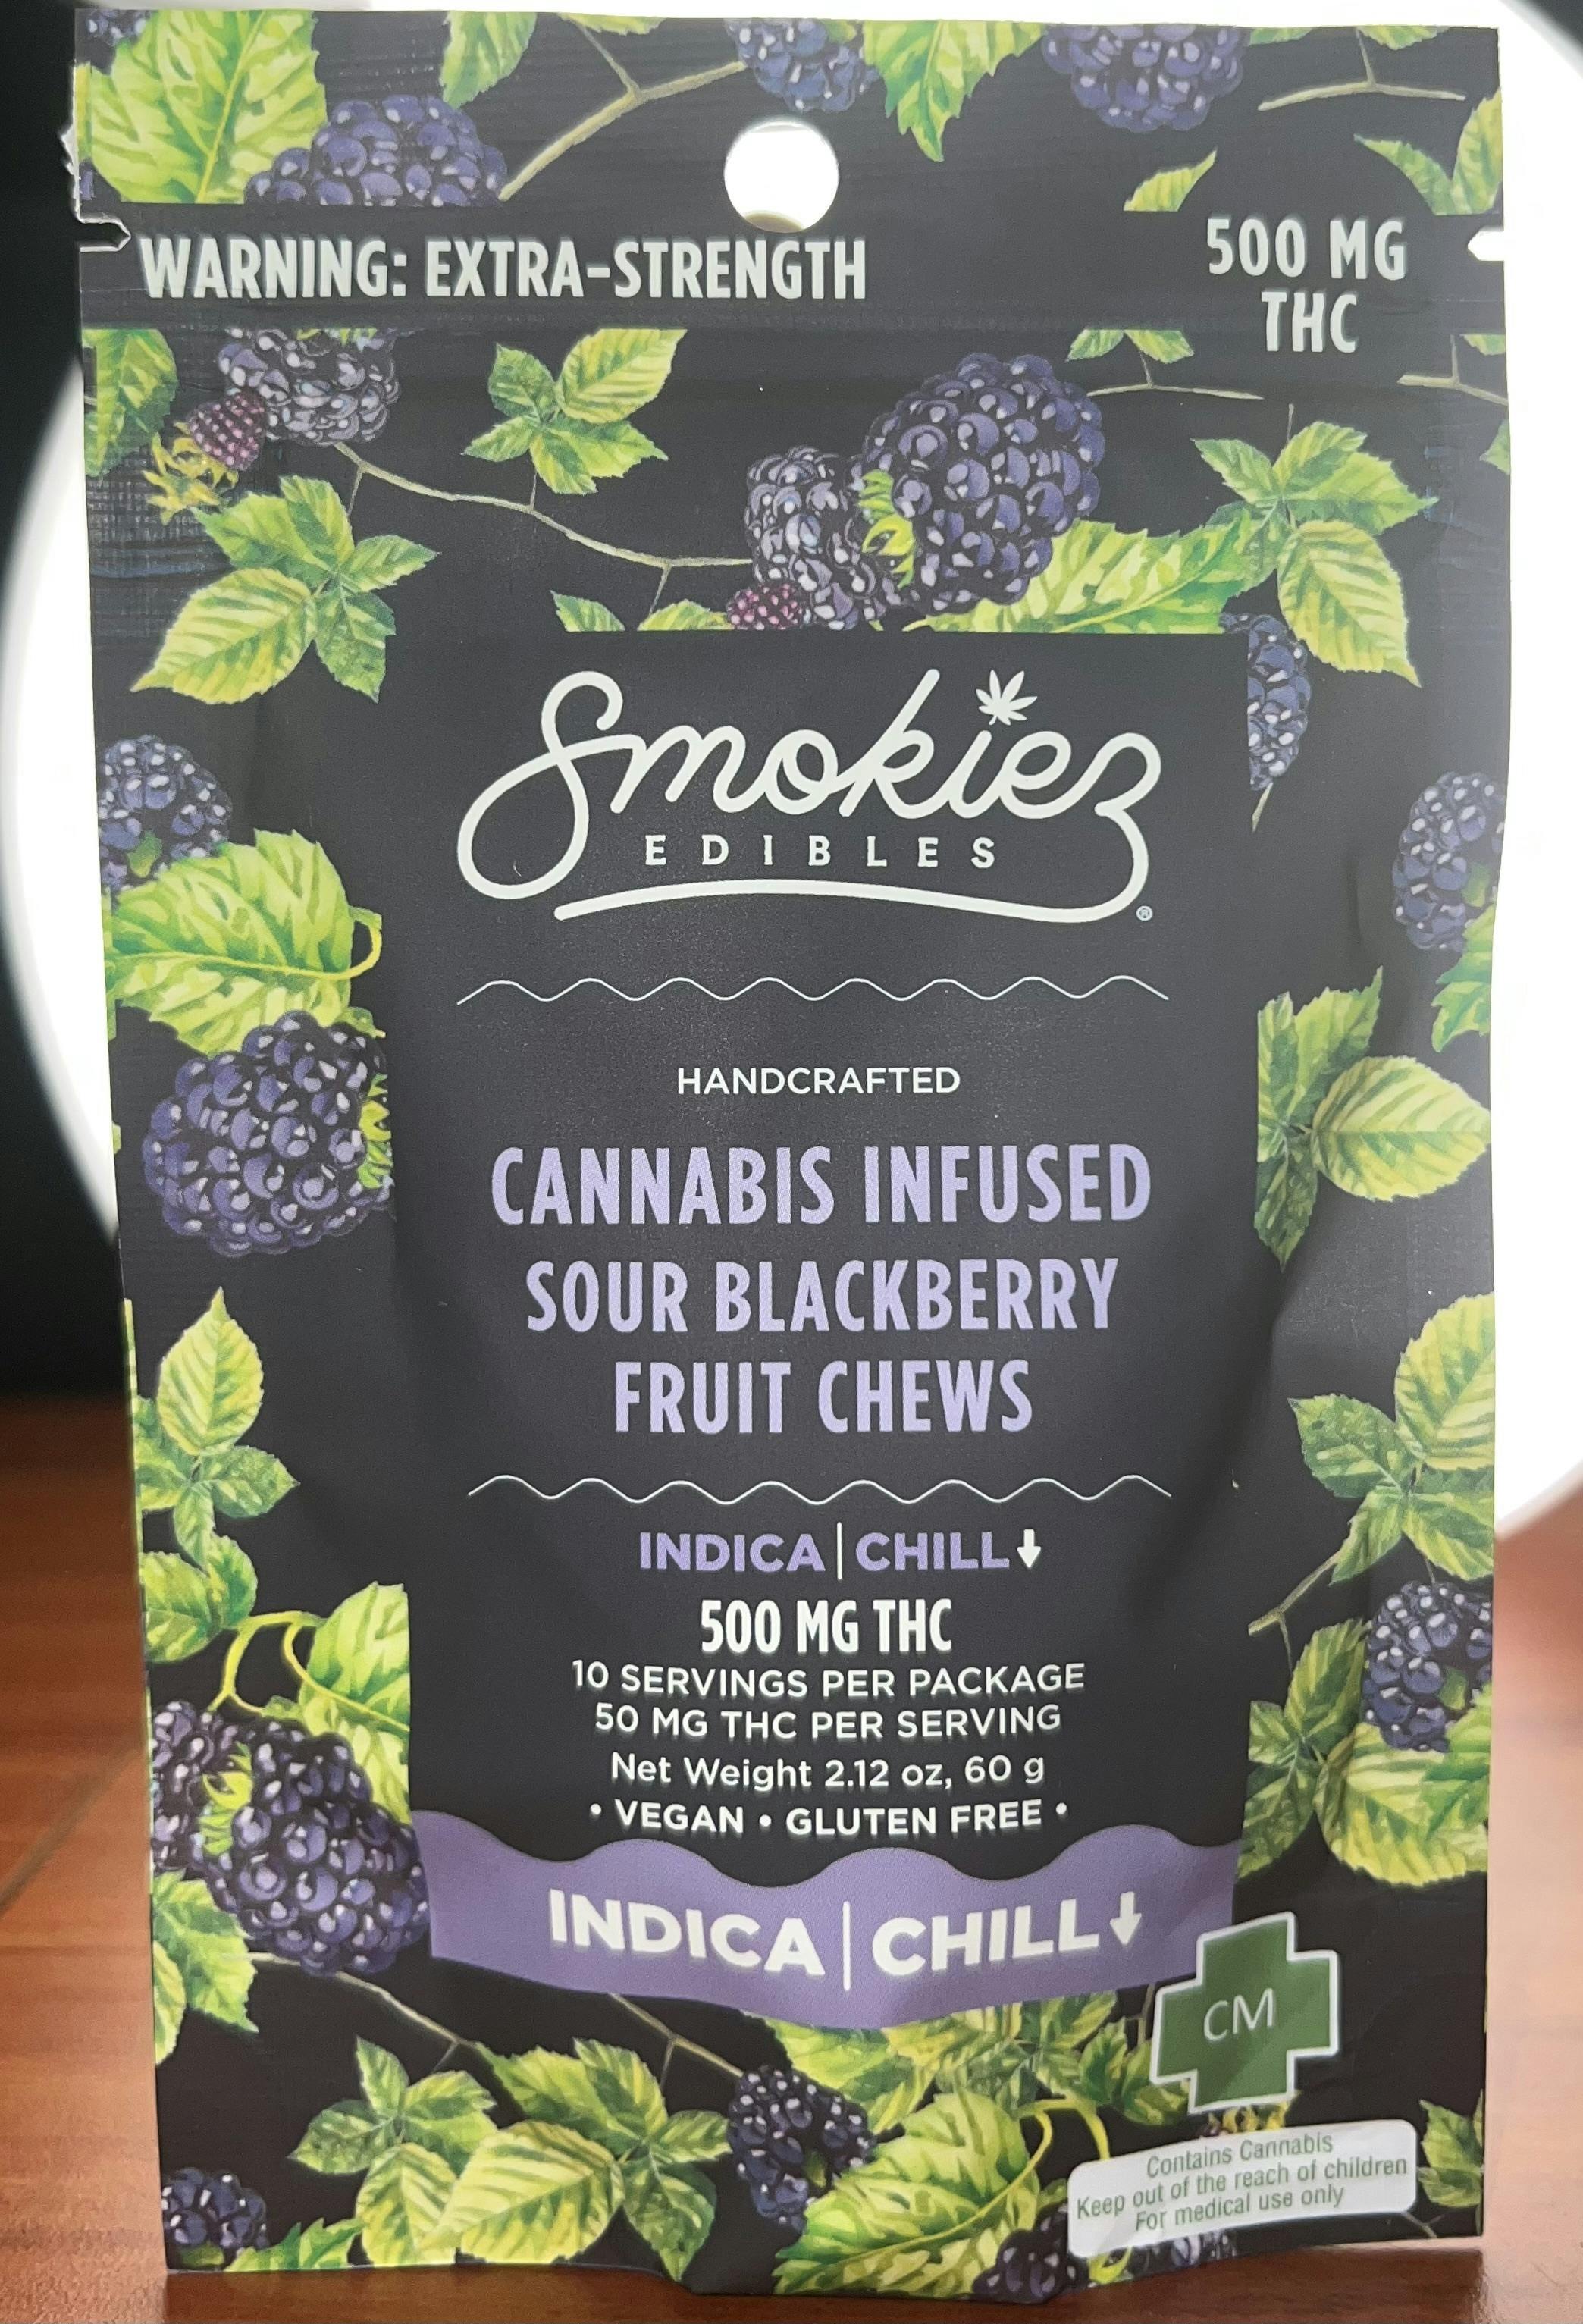 WARNING: EXTRA-STRENGTH
500 MG
THC
Smokiez
EDIBLES
®
HANDCRAFTED
CANNABIS INFUSED
SOUR BLACKBERRY
FRUIT CHEWS
INDICA | CHILL↓
500 MG THC
10 SERVINGS PER PACKAGE
50 MG THC PER SERVING
Net Weight 2.12 oz, 60 g
• VEGAN • GLUTEN FREE •
INDICA | CHILL↓
CM
Contains Cannabis
Keep out of the reach of children
For medical use only